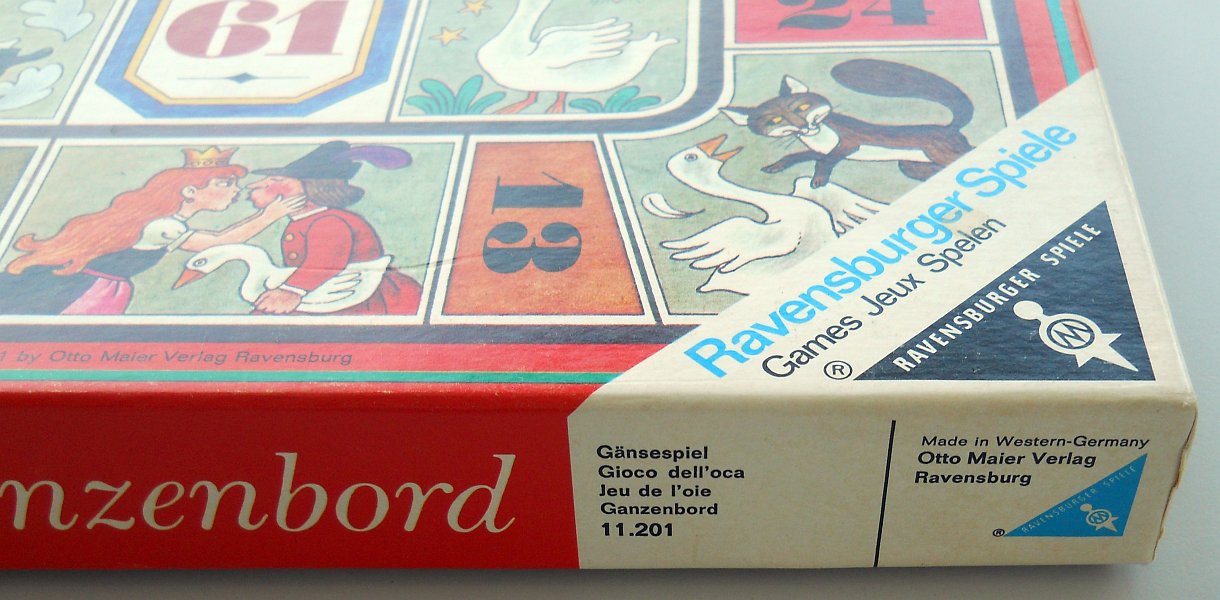 61
24
13
Ravensburger Spiele
Games Jeux Spelen
®
RAVENSBURGER SPIELE
1 by Otto Maier Verlag Ravensburg
nzenbord
Gänsespiel
Gioco dell'oca
Jeu de l'oie
Ganzenbord
11.201
Made in Western-Germany
Otto Maier Verlag
Ravensburg
RAVENSBURGER SPIELE
®